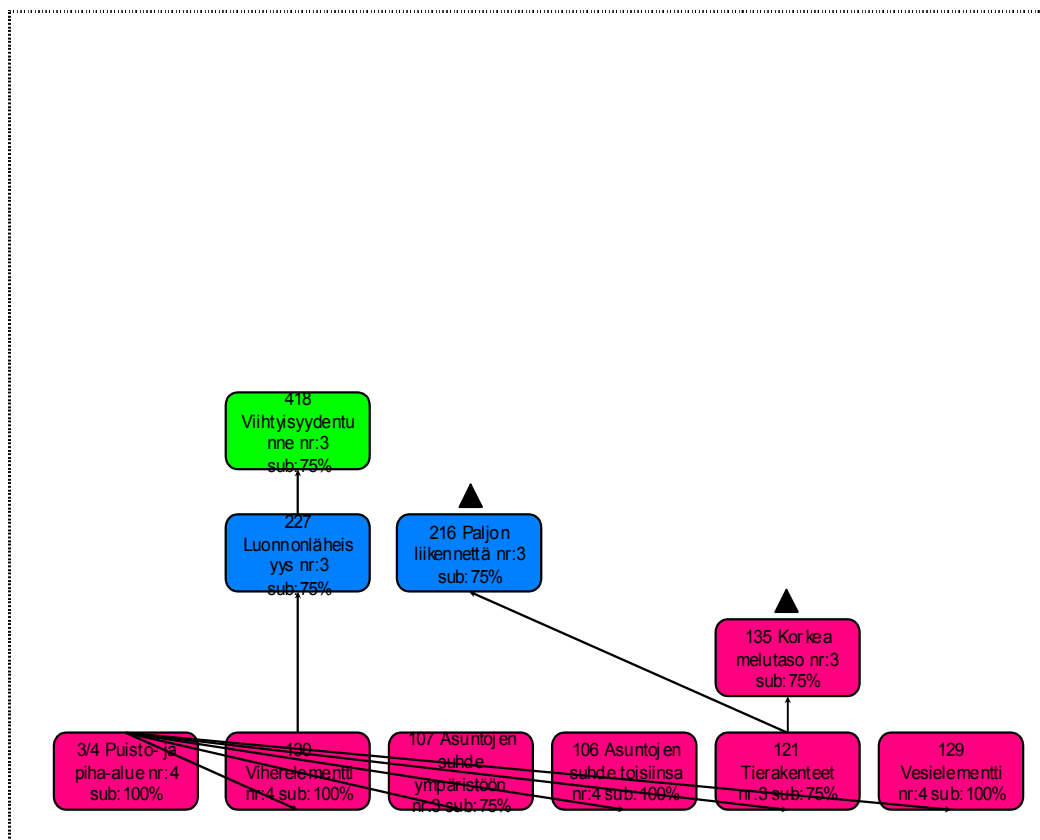 418
Viihtyisyydentu
nne nr:3
sub:75%
227
Luonnonläheis
yys nr:3
sub:75%
216 Paljon
liikennettä nr:3
sub:75%
135 Korkea
melutaso nr:3
sub:75%
3/4 Puisto- ja
piha-alue nr:4
sub:100%
130
Viherelementti
nr:4 sub:100%
107 Asuntojen
suhde
ympäristöön
nr:3 sub:75%
106 Asuntojen
suhde toisiinsa
nr:4 sub:100%
121
Tierakenteet
nr:3 sub:75%
129
Vesielementti
nr:4 sub:100%